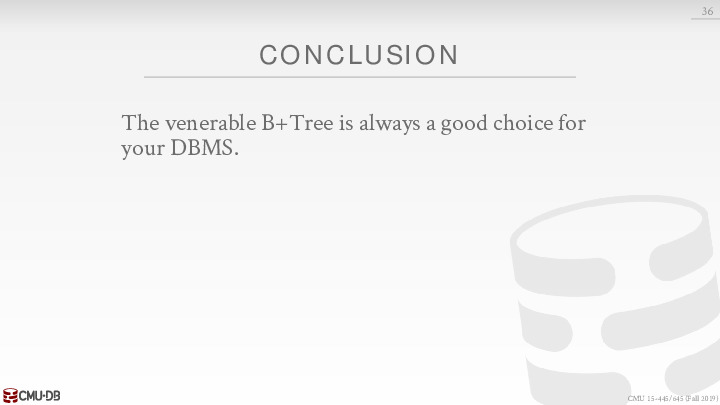 36
CONCLUSION
The venerable B+Tree is always a good choice for
your DBMS.
CMU·DB
CMU 15-445/645 (Fall 2019)